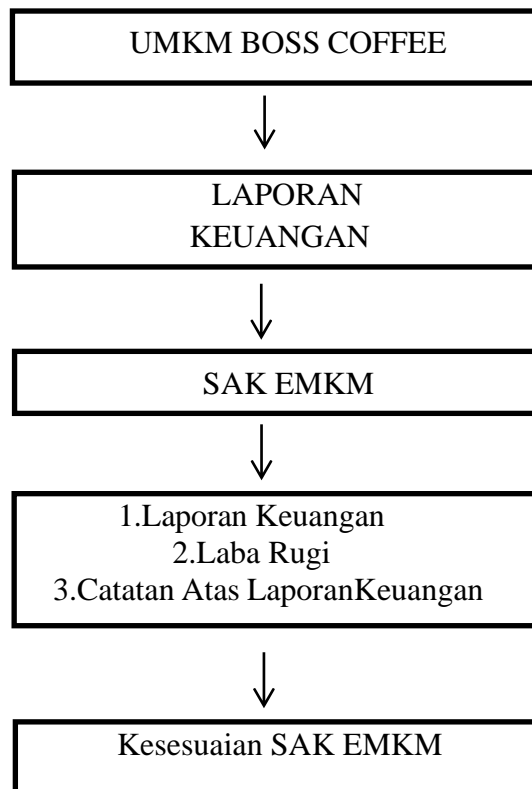 UMKM BOSS COFFEE
LAPORAN
KEUANGAN
SAK EMKM
1.Laporan Keuangan
2.Laba Rugi
3.Catatan Atas LaporanKeuangan
Kesesuaian SAK EMKM